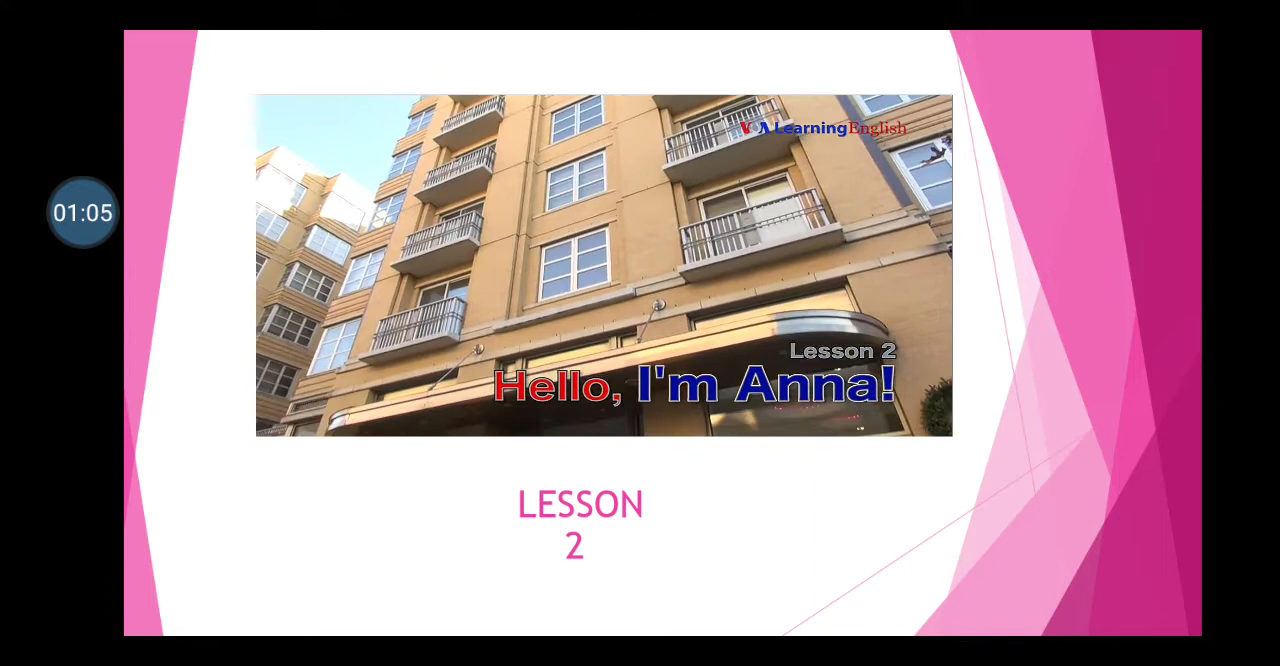 01:05
VOA Learning English
Lesson 2
Hello, I'm Anna!
LESSON
2